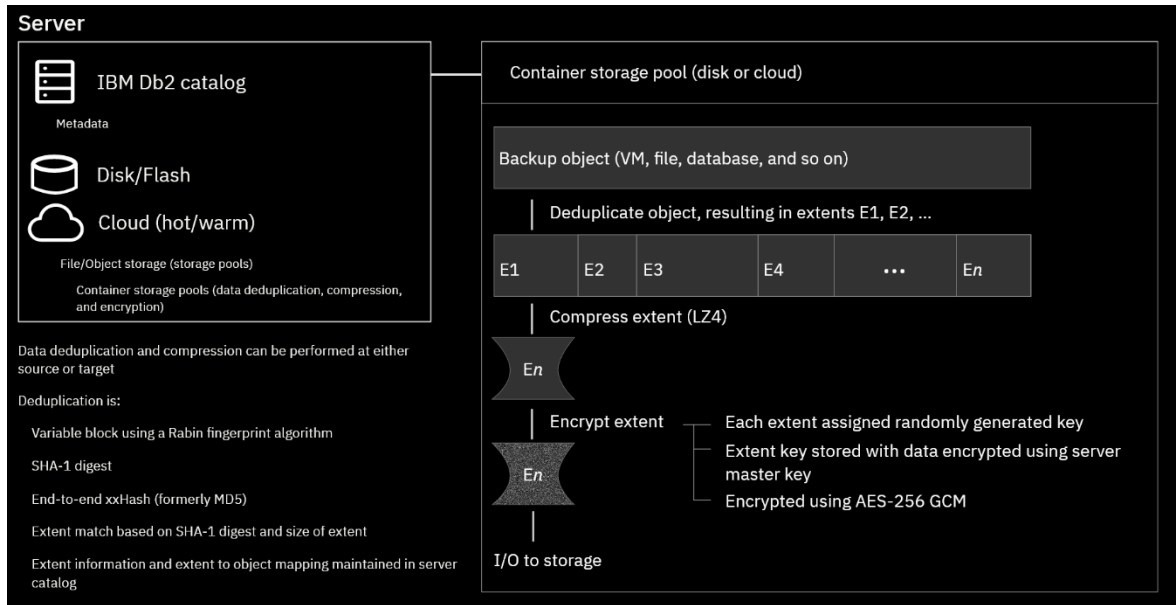 Server
IBM Db2 catalog
Metadata
Disk/Flash
Cloud (hot/warm)
File/Object storage (storage pools)
Container storage pools (data deduplication, compression,
and encryption)
Data deduplication and compression can be performed at either
source or target
Deduplication is:
Variable block using a Rabin fingerprint algorithm
SHA-1 digest
End-to-end xxHash (formerly MD5)
Extent match based on SHA-1 digest and size of extent
Extent information and extent to object mapping maintained in server
catalog
Container storage pool (disk or cloud)
Backup object (VM, file, database, and so on)
Deduplicate object, resulting in extents E1, E2, ...
E1 E2 E3 E4 ••• En
Compress extent (LZ4)
En
Encrypt extent
Each extent assigned randomly generated key
Extent key stored with data encrypted using server
master key
Encrypted using AES-256 GCM
En
I/O to storage